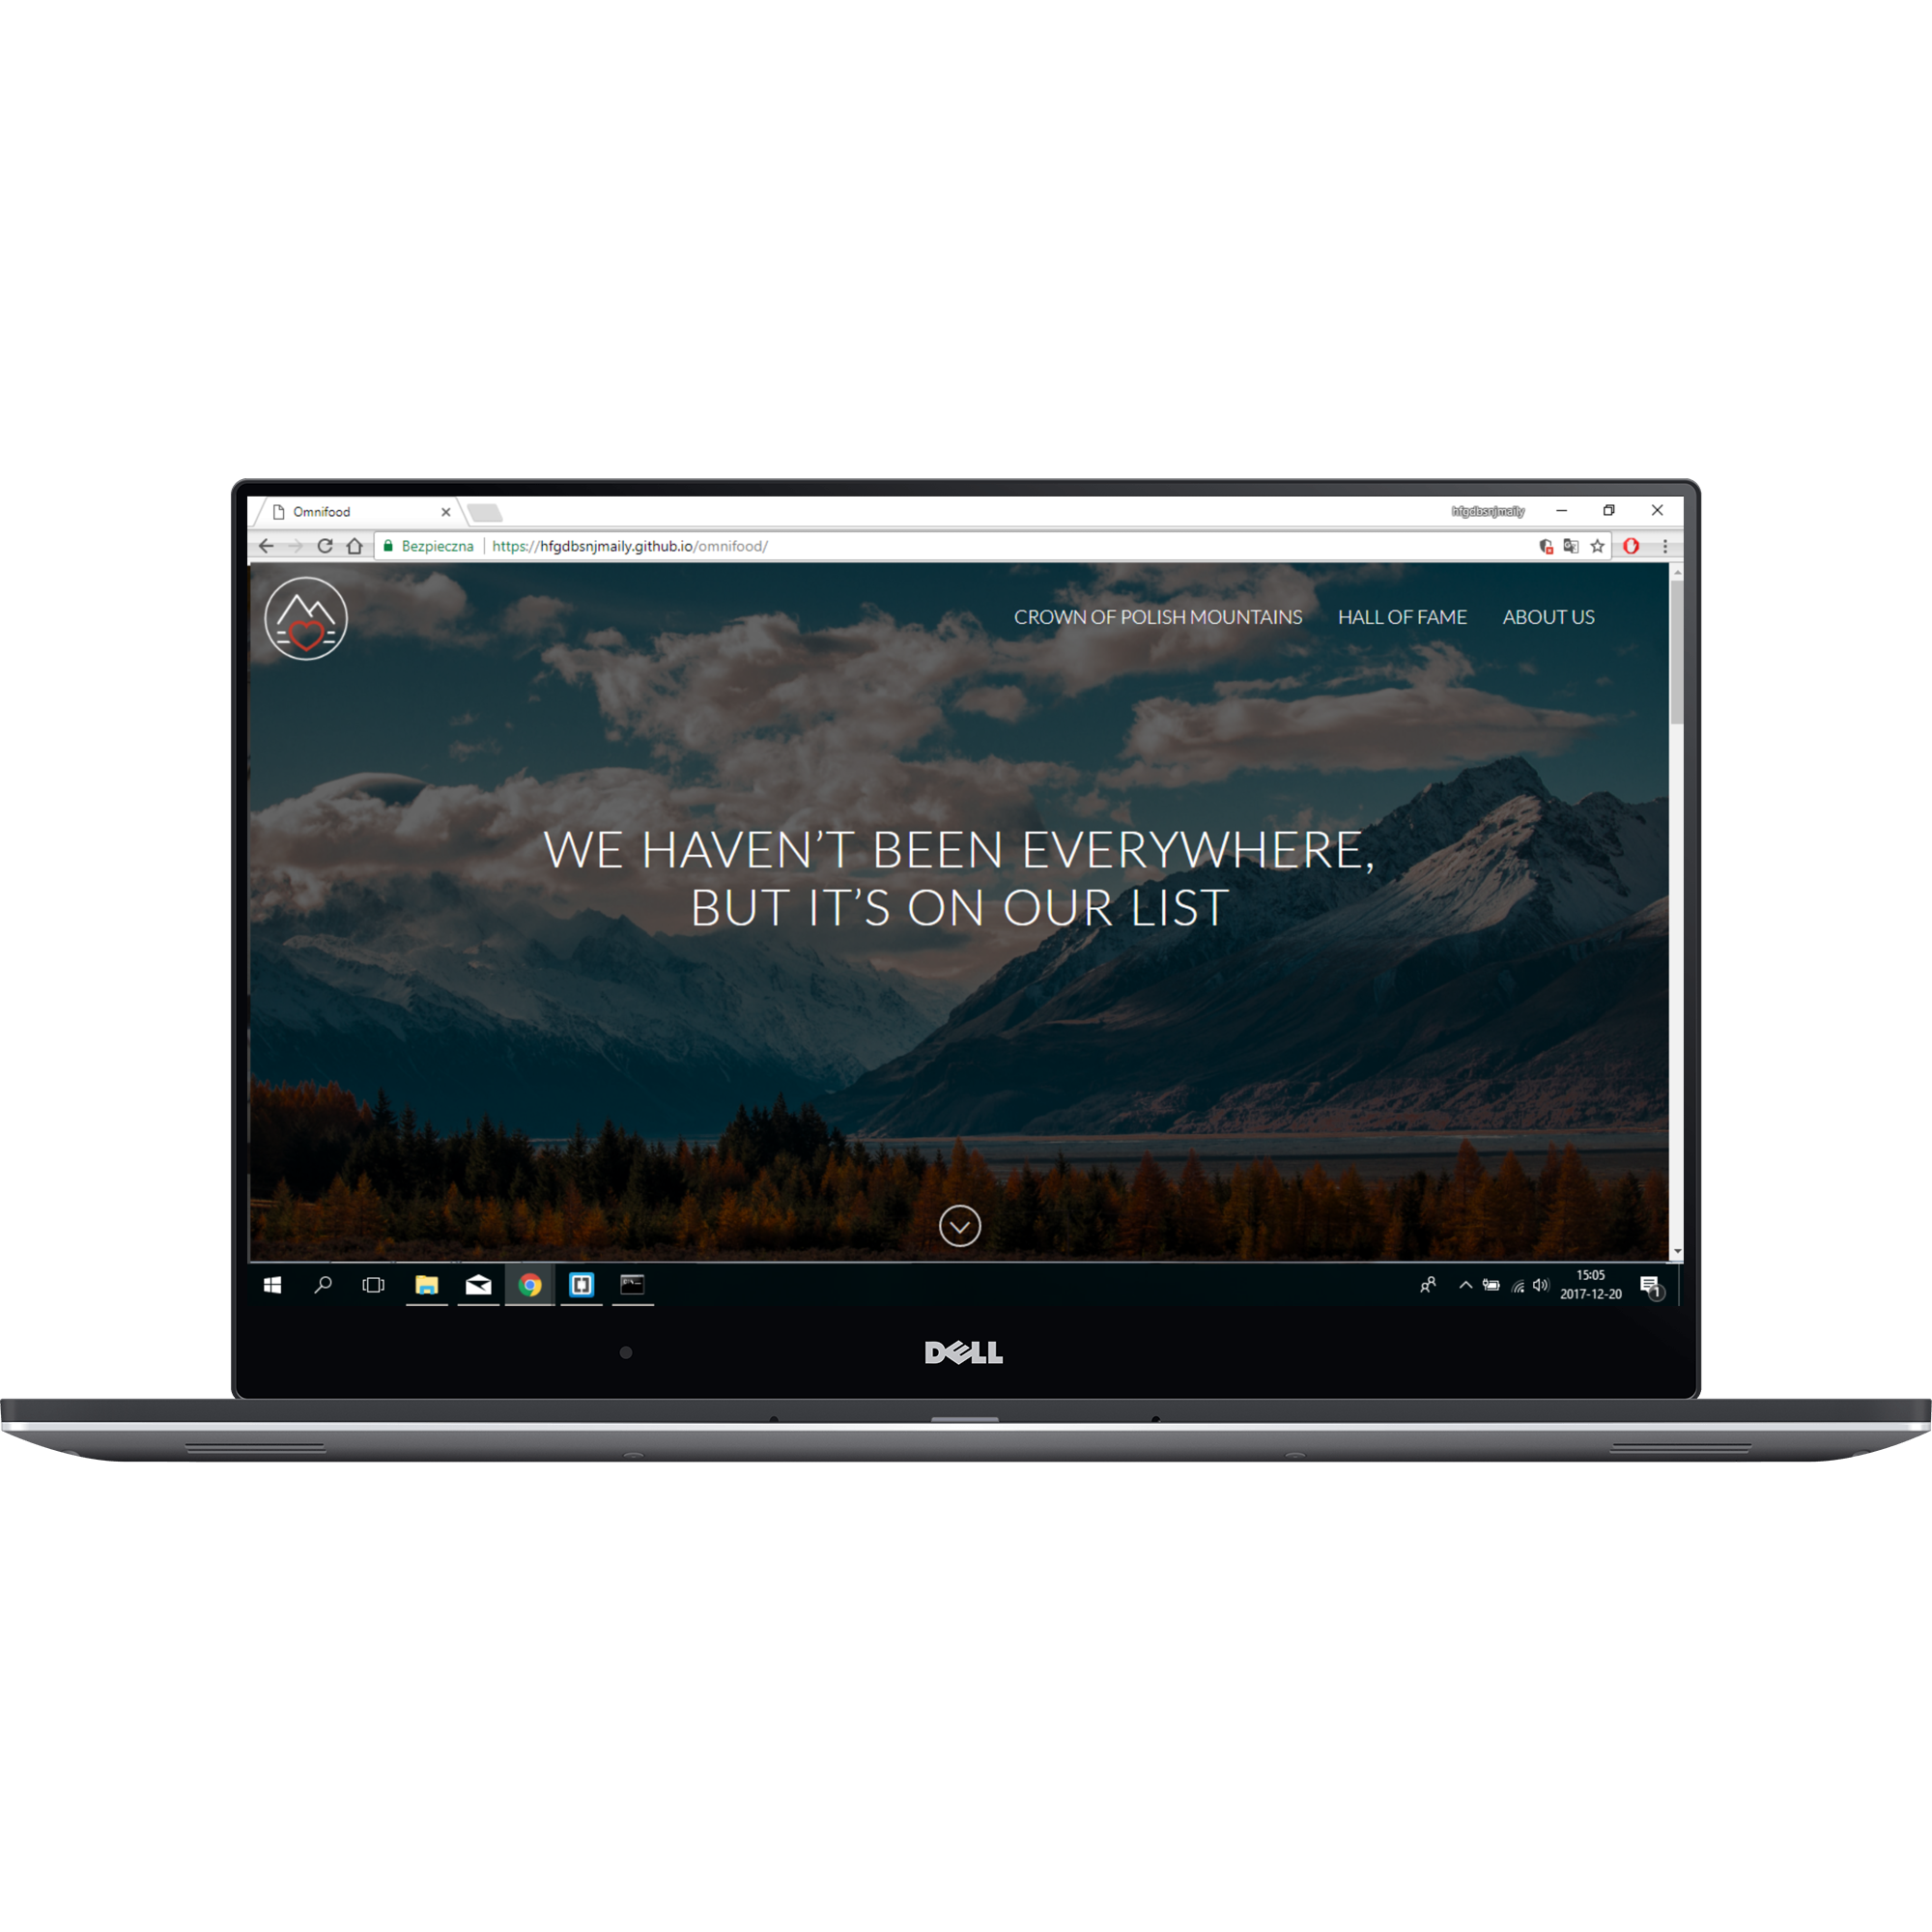 Omnifood
hfgdbsnjmaily
Bezpieczna
https://hfgdbsnjmaily.github.io/omnifood/
CROWN OF POLISH MOUNTAINS
HALL OF FAME
ABOUT US
WE HAVEN’T BEEN EVERYWHERE,
BUT IT’S ON OUR LIST
15:05
2017-12-20
1
DELL